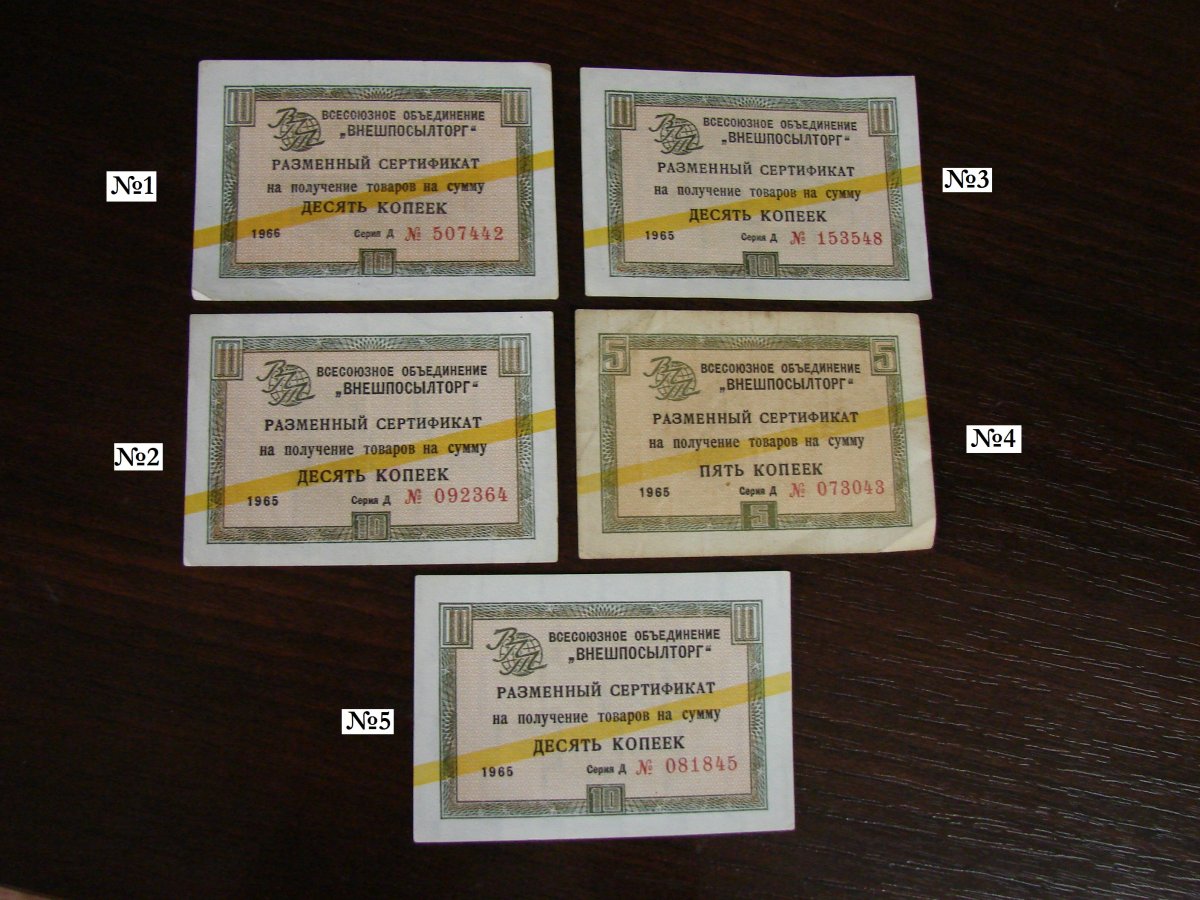 №1
10
10
ВСЕСОЮЗНОЕ ОБЪЕДИНЕНИЕ
„ВНЕШПОСЫЛТОРГ“
ВПТ
РАЗМЕННЫЙ СЕРТИФИКАТ
на получение товаров на сумму
ДЕСЯТЬ КОПЕЕК
1966 Серия Д № 507442
10
№3
10
10
ВСЕСОЮЗНОЕ ОБЪЕДИНЕНИЕ
„ВНЕШПОСЫЛТОРГ“
ВПТ
РАЗМЕННЫЙ СЕРТИФИКАТ
на получение товаров на сумму
ДЕСЯТЬ КОПЕЕК
1965 Серия Д № 153548
10
№2
10
10
ВСЕСОЮЗНОЕ ОБЪЕДИНЕНИЕ
„ВНЕШПОСЫЛТОРГ“
ВПТ
РАЗМЕННЫЙ СЕРТИФИКАТ
на получение товаров на сумму
ДЕСЯТЬ КОПЕЕК
1965 Серия Д № 092364
10
№4
5
5
ВСЕСОЮЗНОЕ ОБЪЕДИНЕНИЕ
„ВНЕШПОСЫЛТОРГ“
ВПТ
РАЗМЕННЫЙ СЕРТИФИКАТ
на получение товаров на сумму
ПЯТЬ КОПЕЕК
1965 Серия Д № 073043
5
№5
10
10
ВСЕСОЮЗНОЕ ОБЪЕДИНЕНИЕ
„ВНЕШПОСЫЛТОРГ“
ВПТ
РАЗМЕННЫЙ СЕРТИФИКАТ
на получение товаров на сумму
ДЕСЯТЬ КОПЕЕК
1965 Серия Д № 081845
10